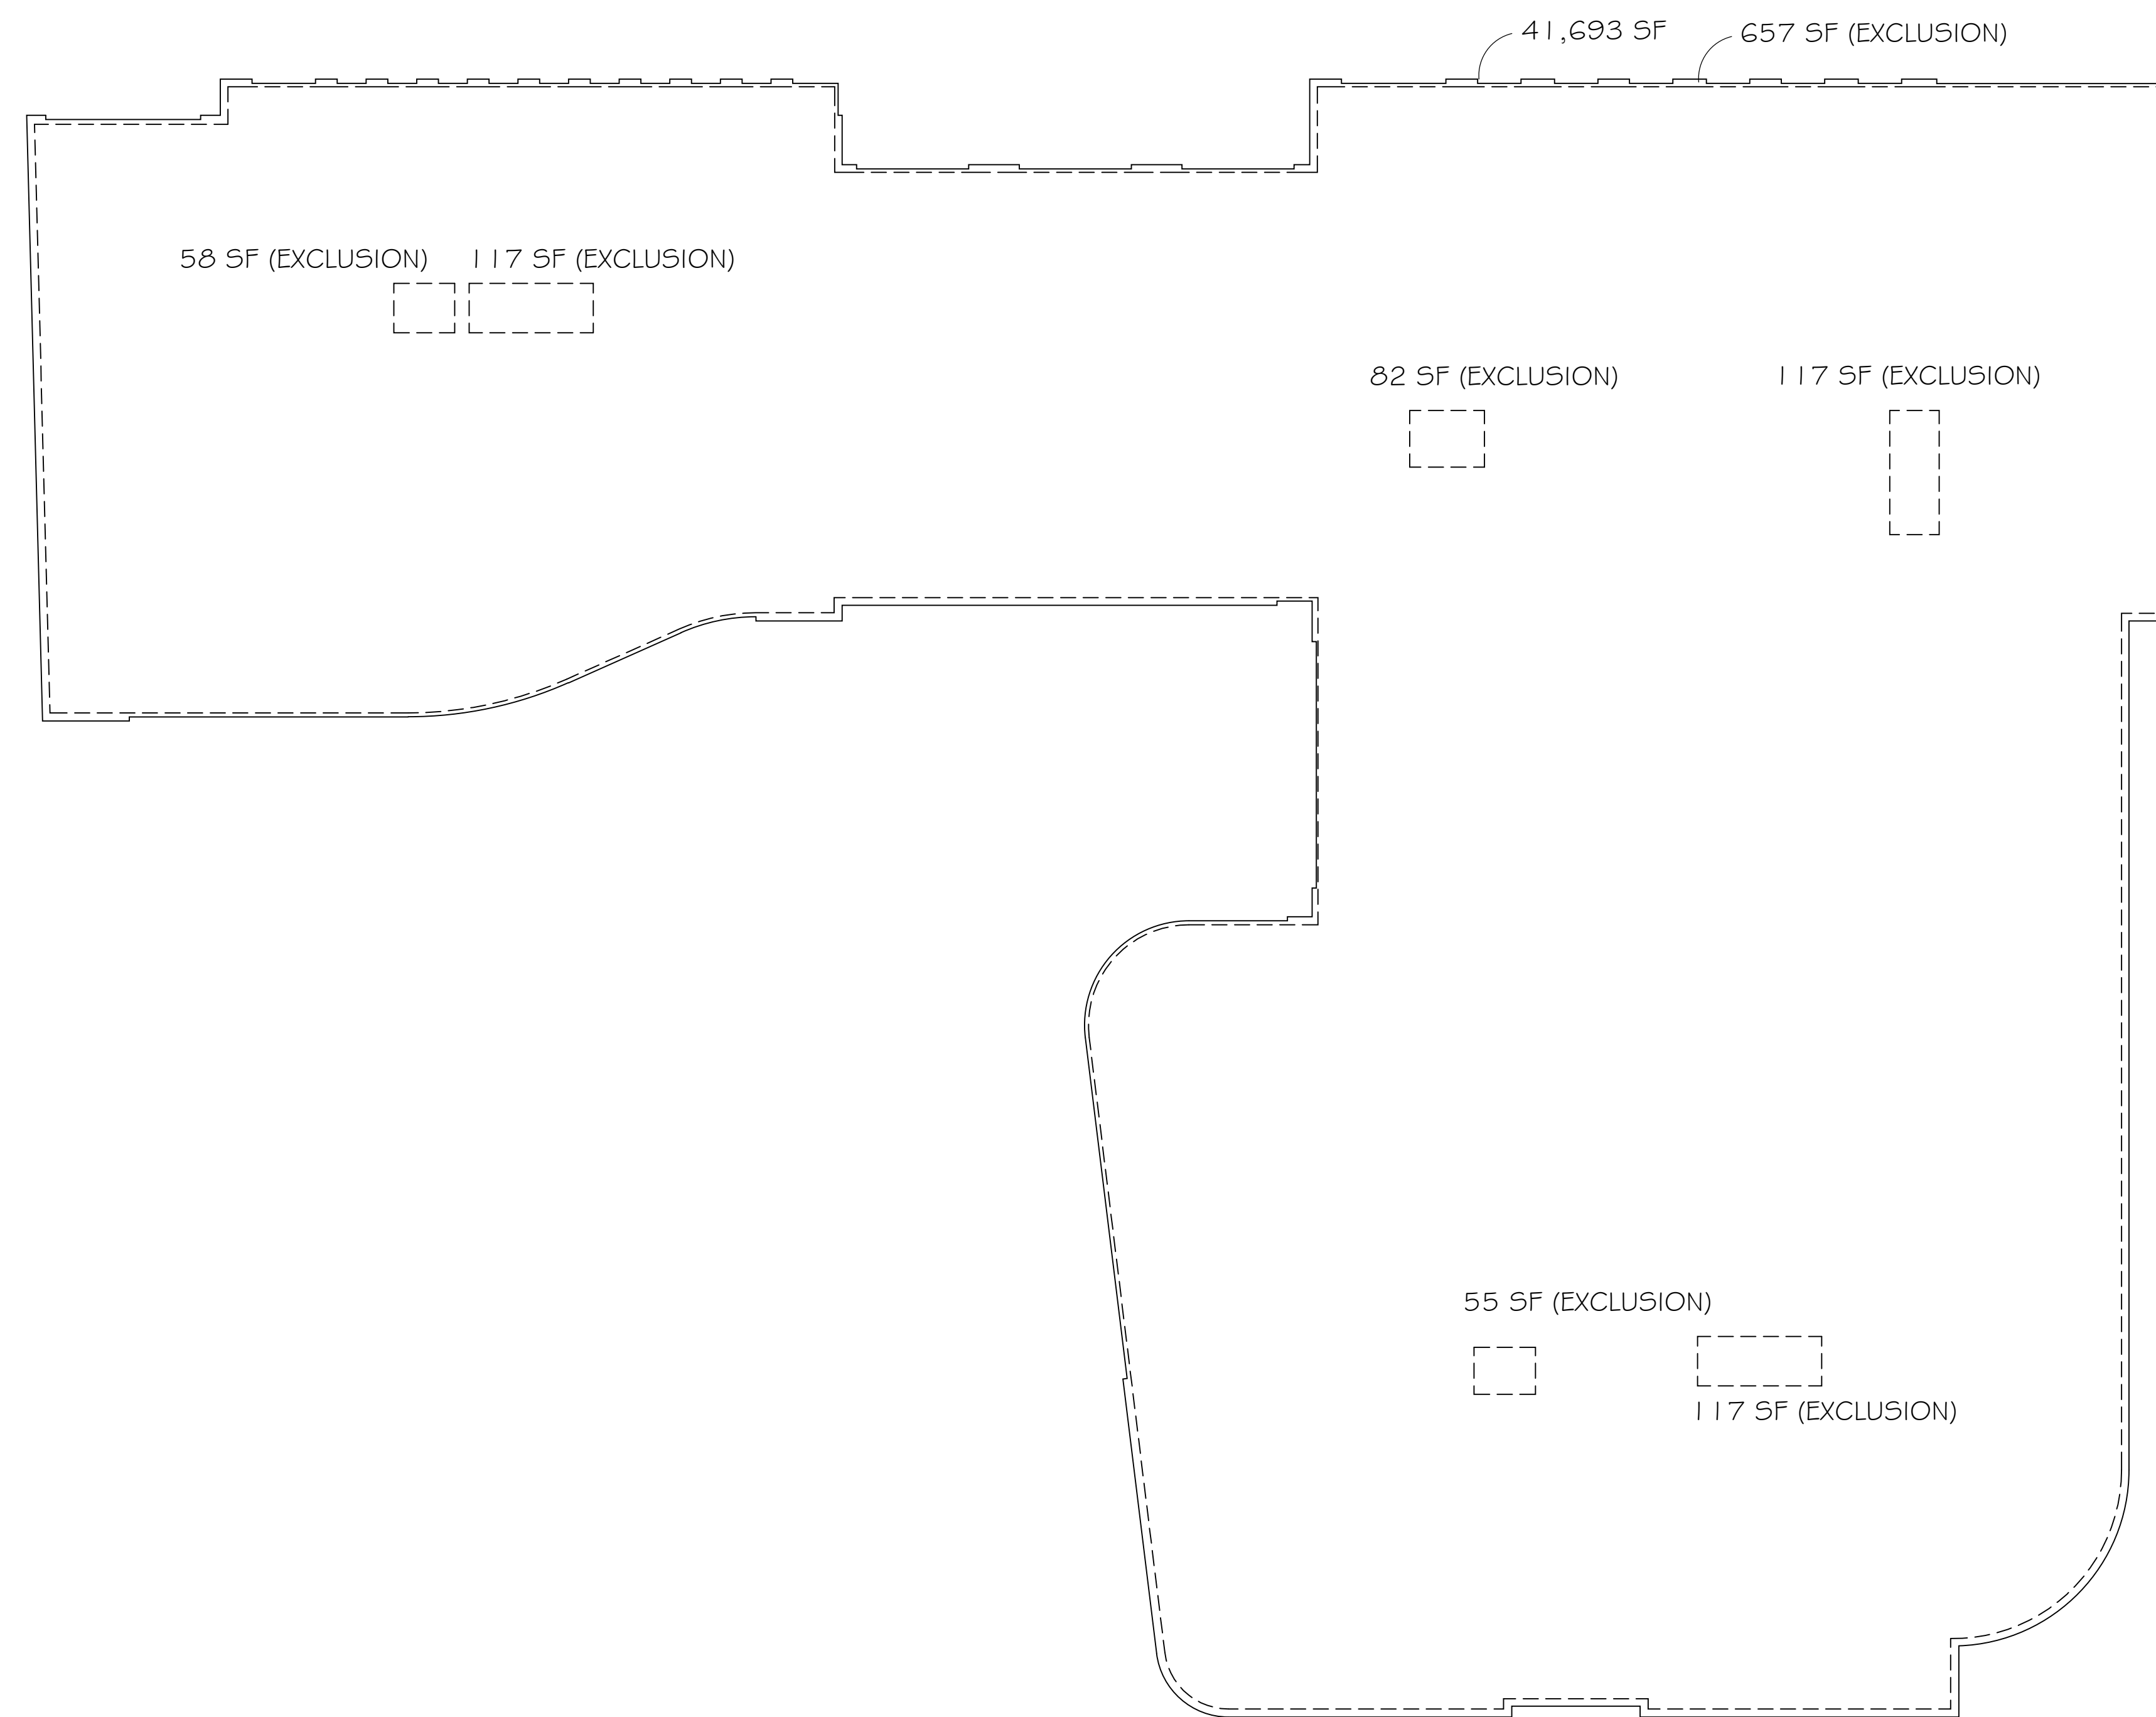 41,693 SF
657 SF (EXCLUSION)
58 SF (EXCLUSION)
117 SF (EXCLUSION)
82 SF (EXCLUSION)
117 SF (EXCLUSION)
55 SF (EXCLUSION)
117 SF (EXCLUSION)